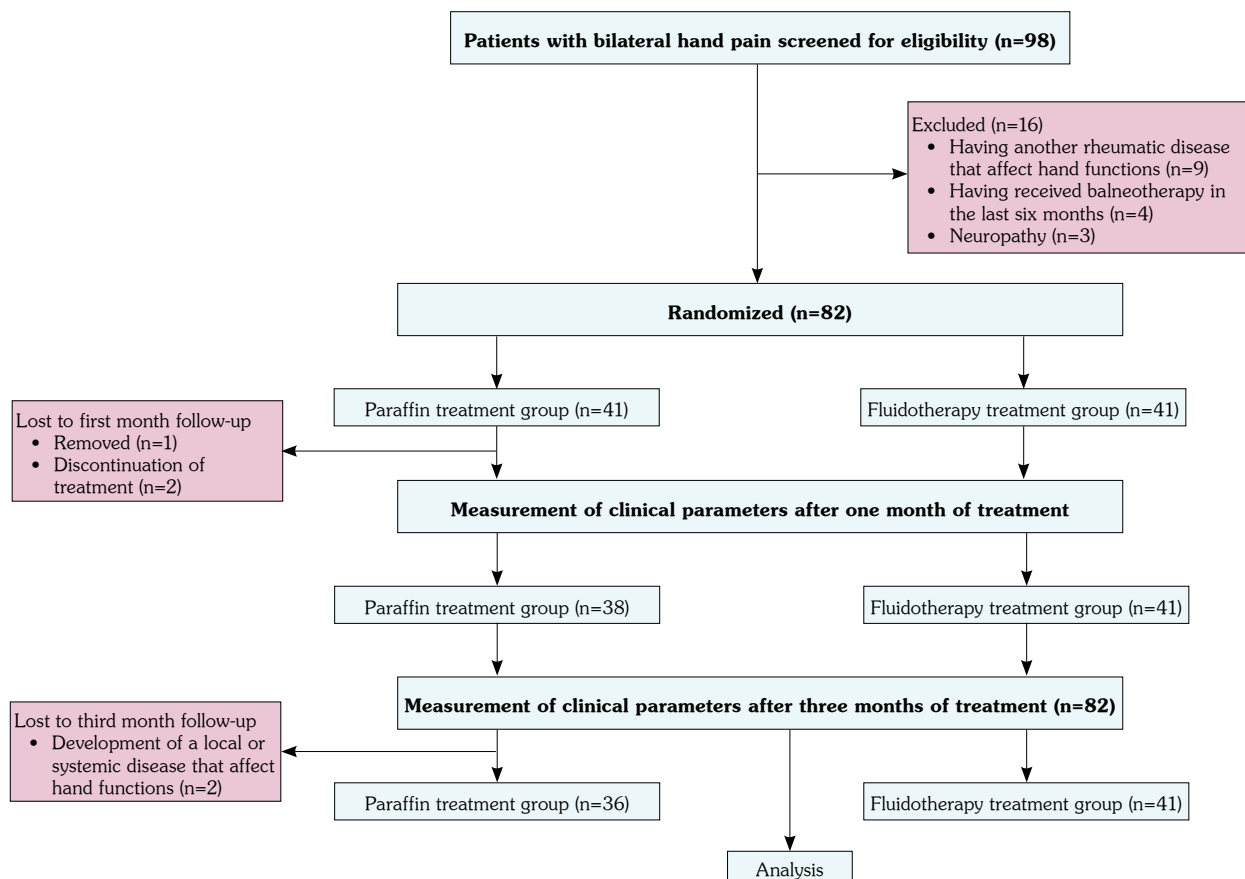 Patients with bilateral hand pain screened for eligibility (n=98)
Excluded (n=16)
• Having another rheumatic disease
that affect hand functions (n=9)
• Having received balneotherapy in
the last six months (n=4)
• Neuropathy (n=3)
Randomized (n=82)
Paraffin treatment group (n=41)
Fluidotherapy treatment group (n=41)
Lost to first month follow-up
• Removed (n=1)
• Discontinuation of
treatment (n=2)
Measurement of clinical parameters after one month of treatment
Paraffin treatment group (n=38)
Fluidotherapy treatment group (n=41)
Measurement of clinical parameters after three months of treatment (n=82)
Lost to third month follow-up
• Development of a local or
systemic disease that affect
hand functions (n=2)
Paraffin treatment group (n=36)
Fluidotherapy treatment group (n=41)
Analysis